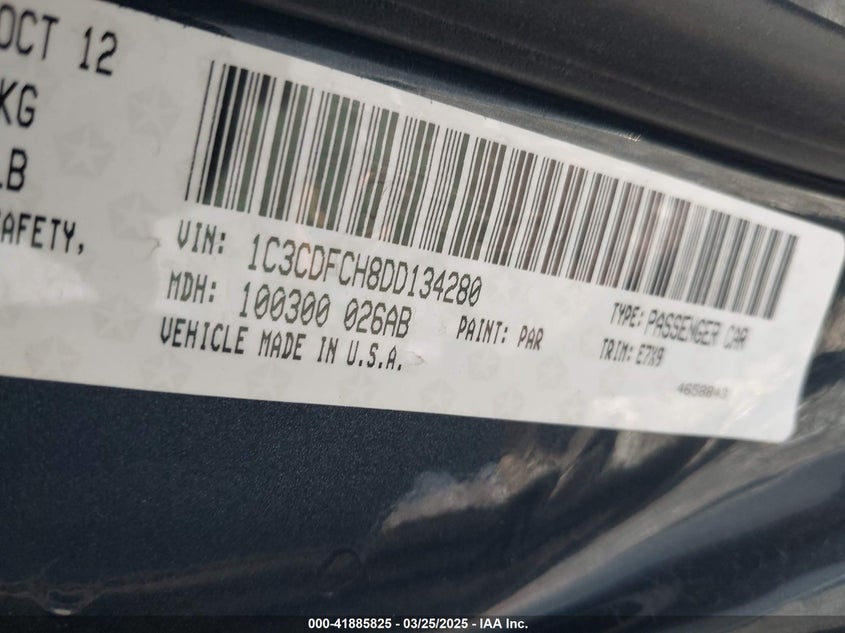 OCT 12
KG
LB
SAFETY,
VIN: 1C3CDFCH8DD134280
MDH: 100300 026AB
PAINT: PAR
TYPE: PASSENGER CAR
TRIM: E7X9
VEHICLE MADE IN U.S.A.
4658843
000-41885825 - 03/25/2025 - IAA Inc.